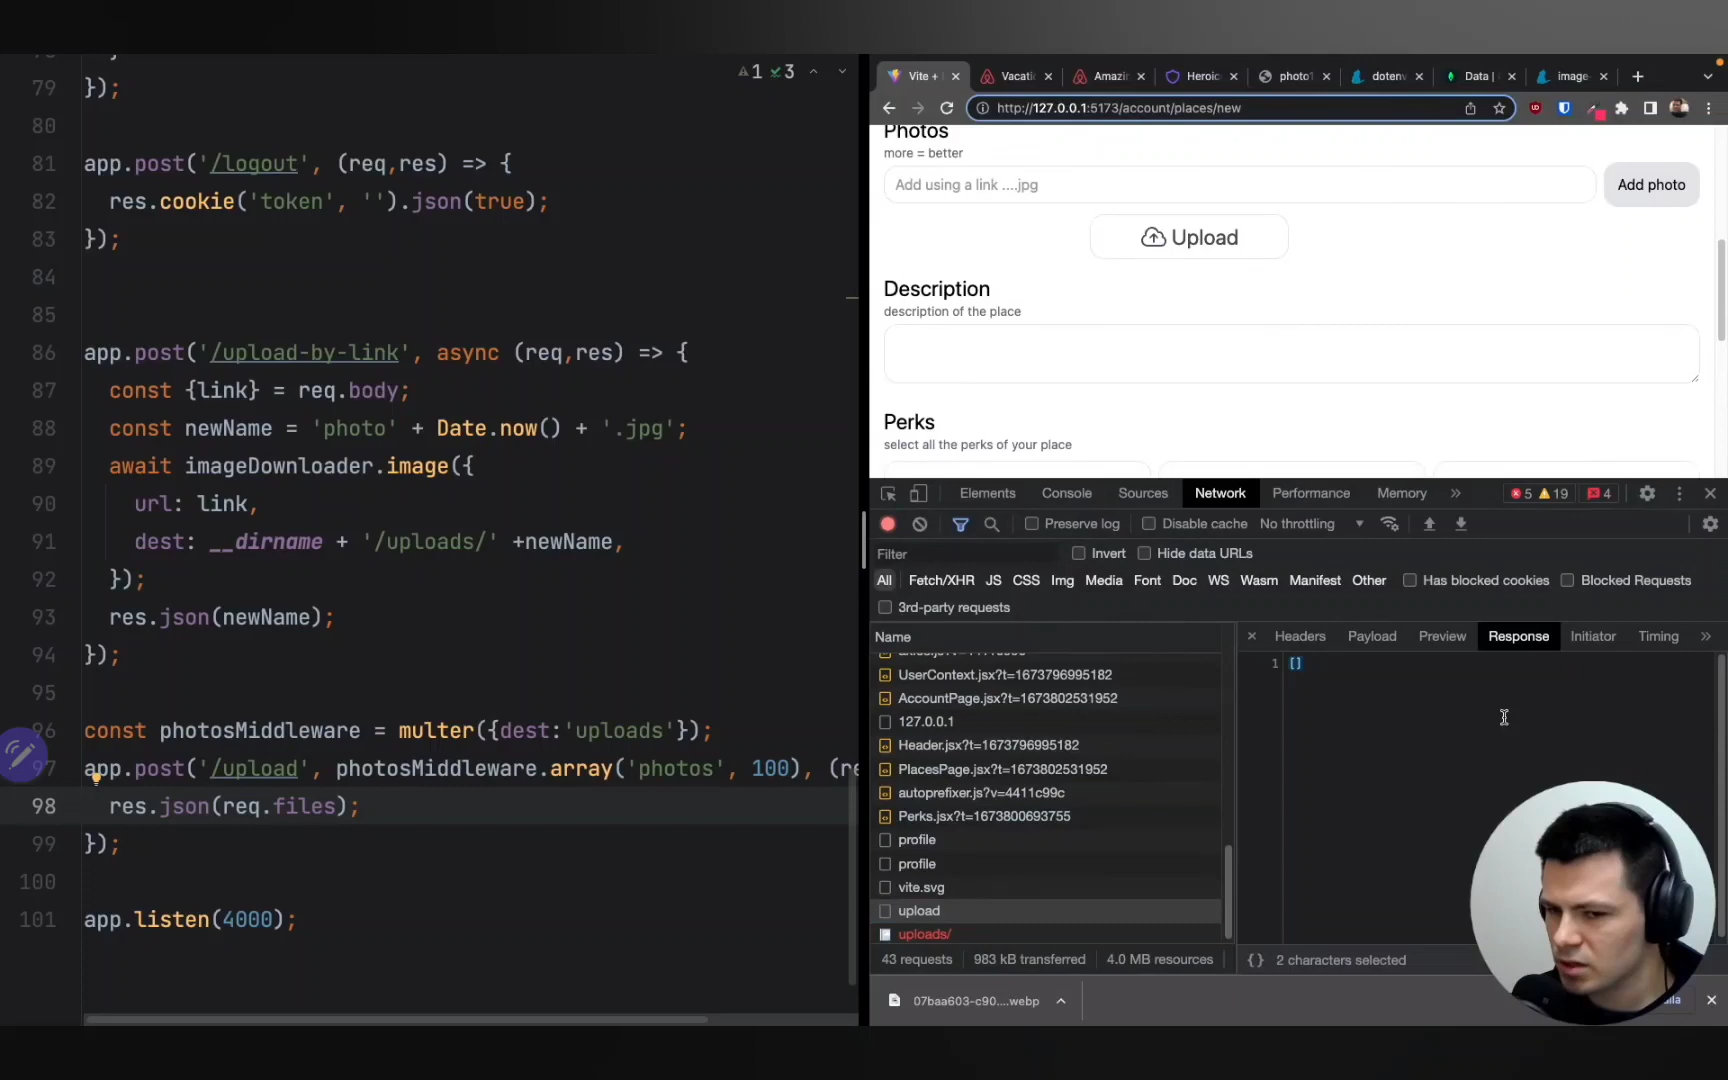 1 3
79 });
80
81 app.post('/logout', (req,res) => {
82 res.cookie('token', '').json(true);
83 });
84
85
86 app.post('/upload-by-link', async (req,res) => {
87 const {link} = req.body;
88 const newName = 'photo' + Date.now() + '.jpg';
89 await imageDownloader.image({
90 url: link,
91 dest: __dirname + '/uploads/' +newName,
92 });
93 res.json(newName);
94 });
95
96 const photosMiddleware = multer({dest:'uploads'});
97 app.post('/upload', photosMiddleware.array('photos', 100), (re
98 res.json(req.files);
99 });
100
101 app.listen(4000);
Vite + Vacati Amazin Heroic photo1 doten Data | image-
http://127.0.0.1:5173/account/places/new
Photos
more = better
Add using a link ....jpg
Add photo
Upload
Description
description of the place
Perks
select all the perks of your place
Elements Console Sources Network Performance Memory » 5 19 4
Preserve log Disable cache No throttling
Filter Invert Hide data URLs
All Fetch/XHR JS CSS Img Media Font Doc WS Wasm Manifest Other Has blocked cookies Blocked Requests
3rd-party requests
Name
UserContext.jsx?t=1673796995182
AccountPage.jsx?t=1673802531952
127.0.0.1
Header.jsx?t=1673796995182
PlacesPage.jsx?t=1673802531952
autoprefixer.js?v=4411c99c
Perks.jsx?t=1673800693755
profile
profile
vite.svg
upload
uploads/
43 requests 983 kB transferred 4.0 MB resources
Headers Payload Preview Response Initiator Timing »
1 []
{} 2 characters selected
07baa603-c90....webp